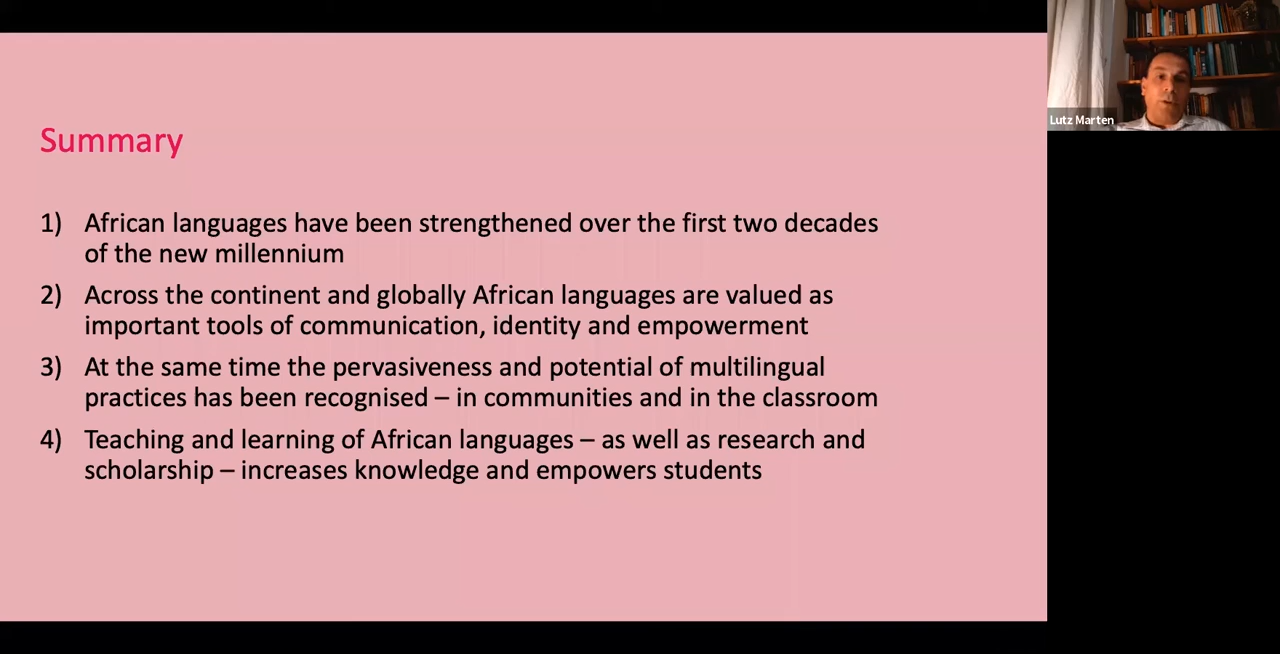 Summary
1) African languages have been strengthened over the first two decades
of the new millennium
2) Across the continent and globally African languages are valued as
important tools of communication, identity and empowerment
3) At the same time the pervasiveness and potential of multilingual
practices has been recognised – in communities and in the classroom
4) Teaching and learning of African languages – as well as research and
scholarship – increases knowledge and empowers students
Lutz Marten